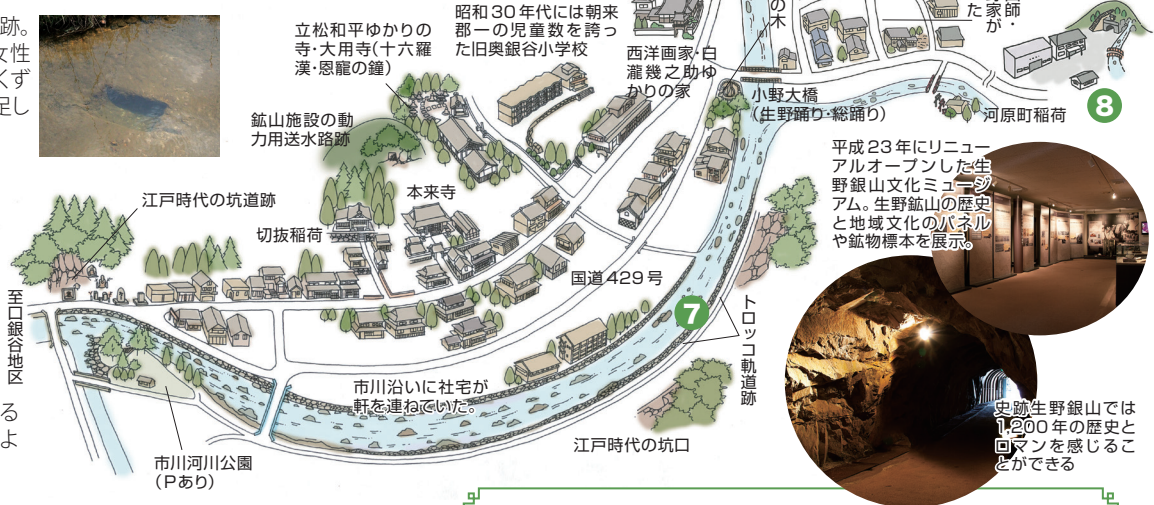 跡。
女性
くず
足し
立松和平ゆかりの
寺・大用寺(十六羅
漢・恩寵の鐘)
昭和30年代には朝来
郡一の児童数を誇っ
た旧奥銀谷小学校
の木
師・
家が
た
西洋画家・白
瀧幾之助ゆ
かりの家
小野大橋
(生野踊り・総踊り)
河原町稲荷
8
鉱山施設の動
力用送水路跡
平成23年にリニュー
アルオープンした生
野銀山文化ミュージ
アム。生野鉱山の歴史
と地域文化のパネル
や鉱物標本を展示。
江戸時代の坑道跡
本来寺
切抜稲荷
国道429号
7
トロッコ軌道跡
至口銀谷地区
市川沿いに社宅が
軒を連ねていた。
る
よ
市川河川公園
(Pあり)
江戸時代の坑口
史跡生野銀山では
1,200年の歴史と
ロマンを感じるこ
とができる